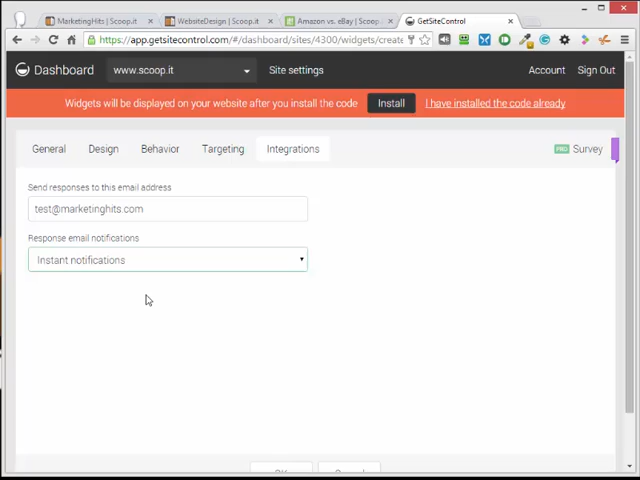 MarketingHits | Scoop.it
WebsiteDesign | Scoop.it
Amazon vs. eBay | Scoop.i
GetSiteControl
https://app.getsitecontrol.com/#/dashboard/sites/4300/widgets/create
Dashboard
www.scoop.it
Site settings
Account
Sign Out
Widgets will be displayed on your website after you install the code
Install
I have installed the code already
General
Design
Behavior
Targeting
Integrations
PRO
Survey
Send responses to this email address
test@marketinghits.com
Response email notifications
Instant notifications